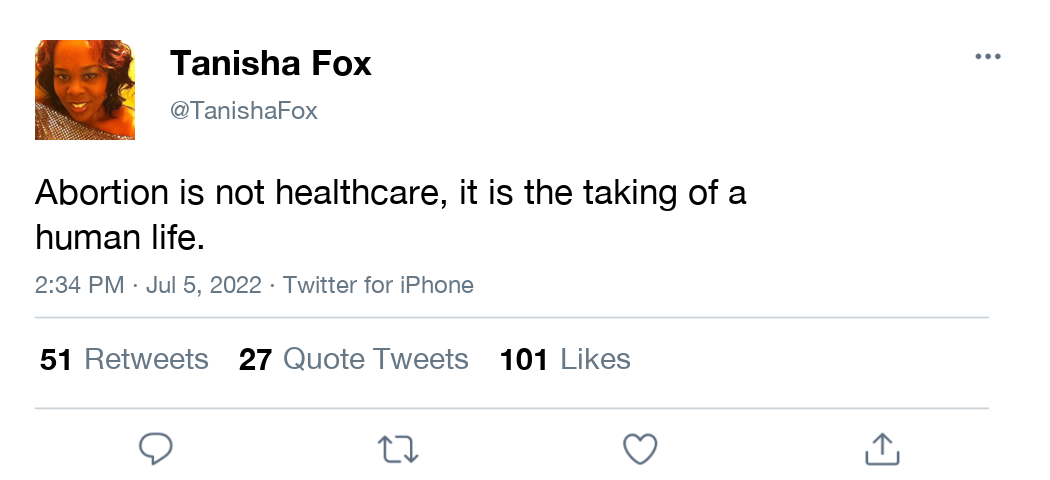 Tanisha Fox
@TanishaFox
Abortion is not healthcare, it is the taking of a
human life.
2:34 PM · Jul 5, 2022 · Twitter for iPhone
51 Retweets 27 Quote Tweets 101 Likes